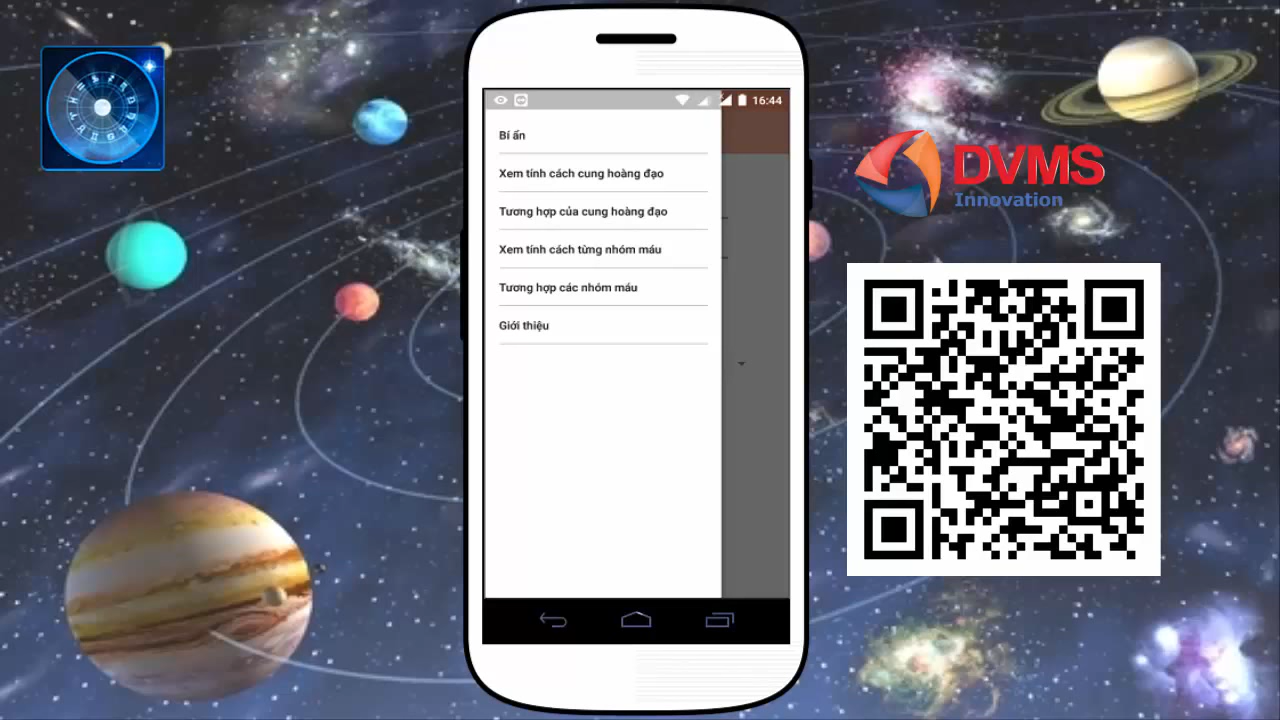 16:44
Bí ẩn
Xem tính cách cung hoàng đạo
Tương hợp của cung hoàng đạo
Xem tính cách từng nhóm máu
Tương hợp các nhóm máu
Giới thiệu
DVMS
Innovation